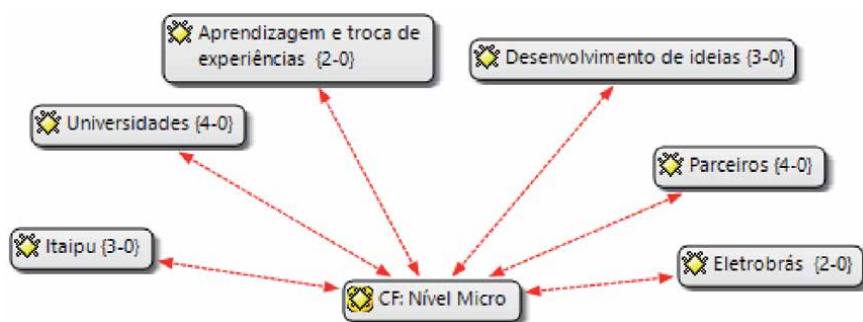 Aprendizagem e troca de
experiências {2-0}
Desenvolvimento de ideias {3-0}
Universidades {4-0}
Parceiros {4-0}
Itaipu {3-0}
Eletrobrás {2-0}
CF: Nível Micro